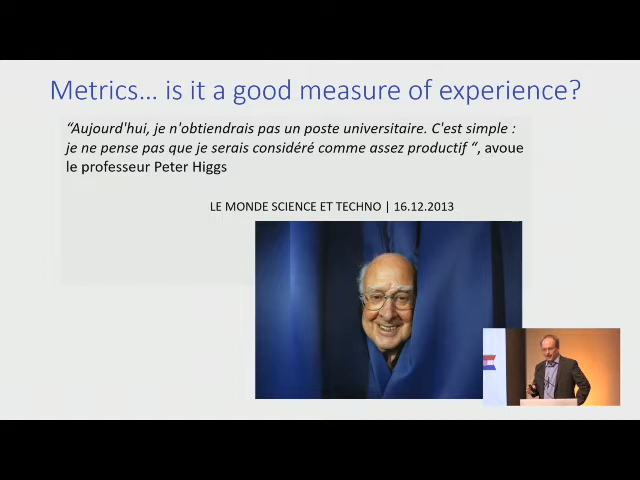 Metrics... is it a good measure of experience?
“Aujourd'hui, je n'obtiendrais pas un poste universitaire. C'est simple :
je ne pense pas que je serais considéré comme assez productif “, avoue
le professeur Peter Higgs
LE MONDE SCIENCE ET TECHNO | 16.12.2013